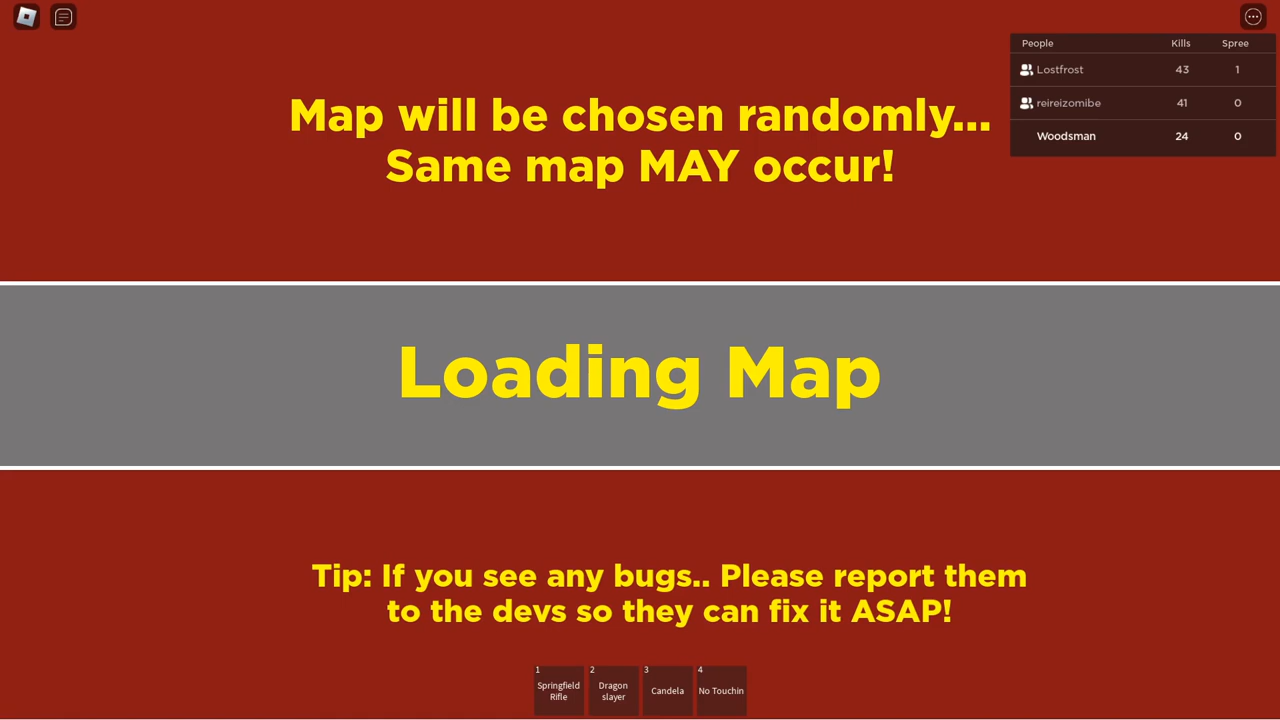 People Kills Spree
Lostfrost 43 1
reireizomibe 41 0
Woodsman 24 0
Map will be chosen randomly...
Same map MAY occur!
Loading Map
Tip: If you see any bugs.. Please report them
to the devs so they can fix it ASAP!
1 2 3 4
Springfield Rifle
Dragon slayer
Candela
No Touchin